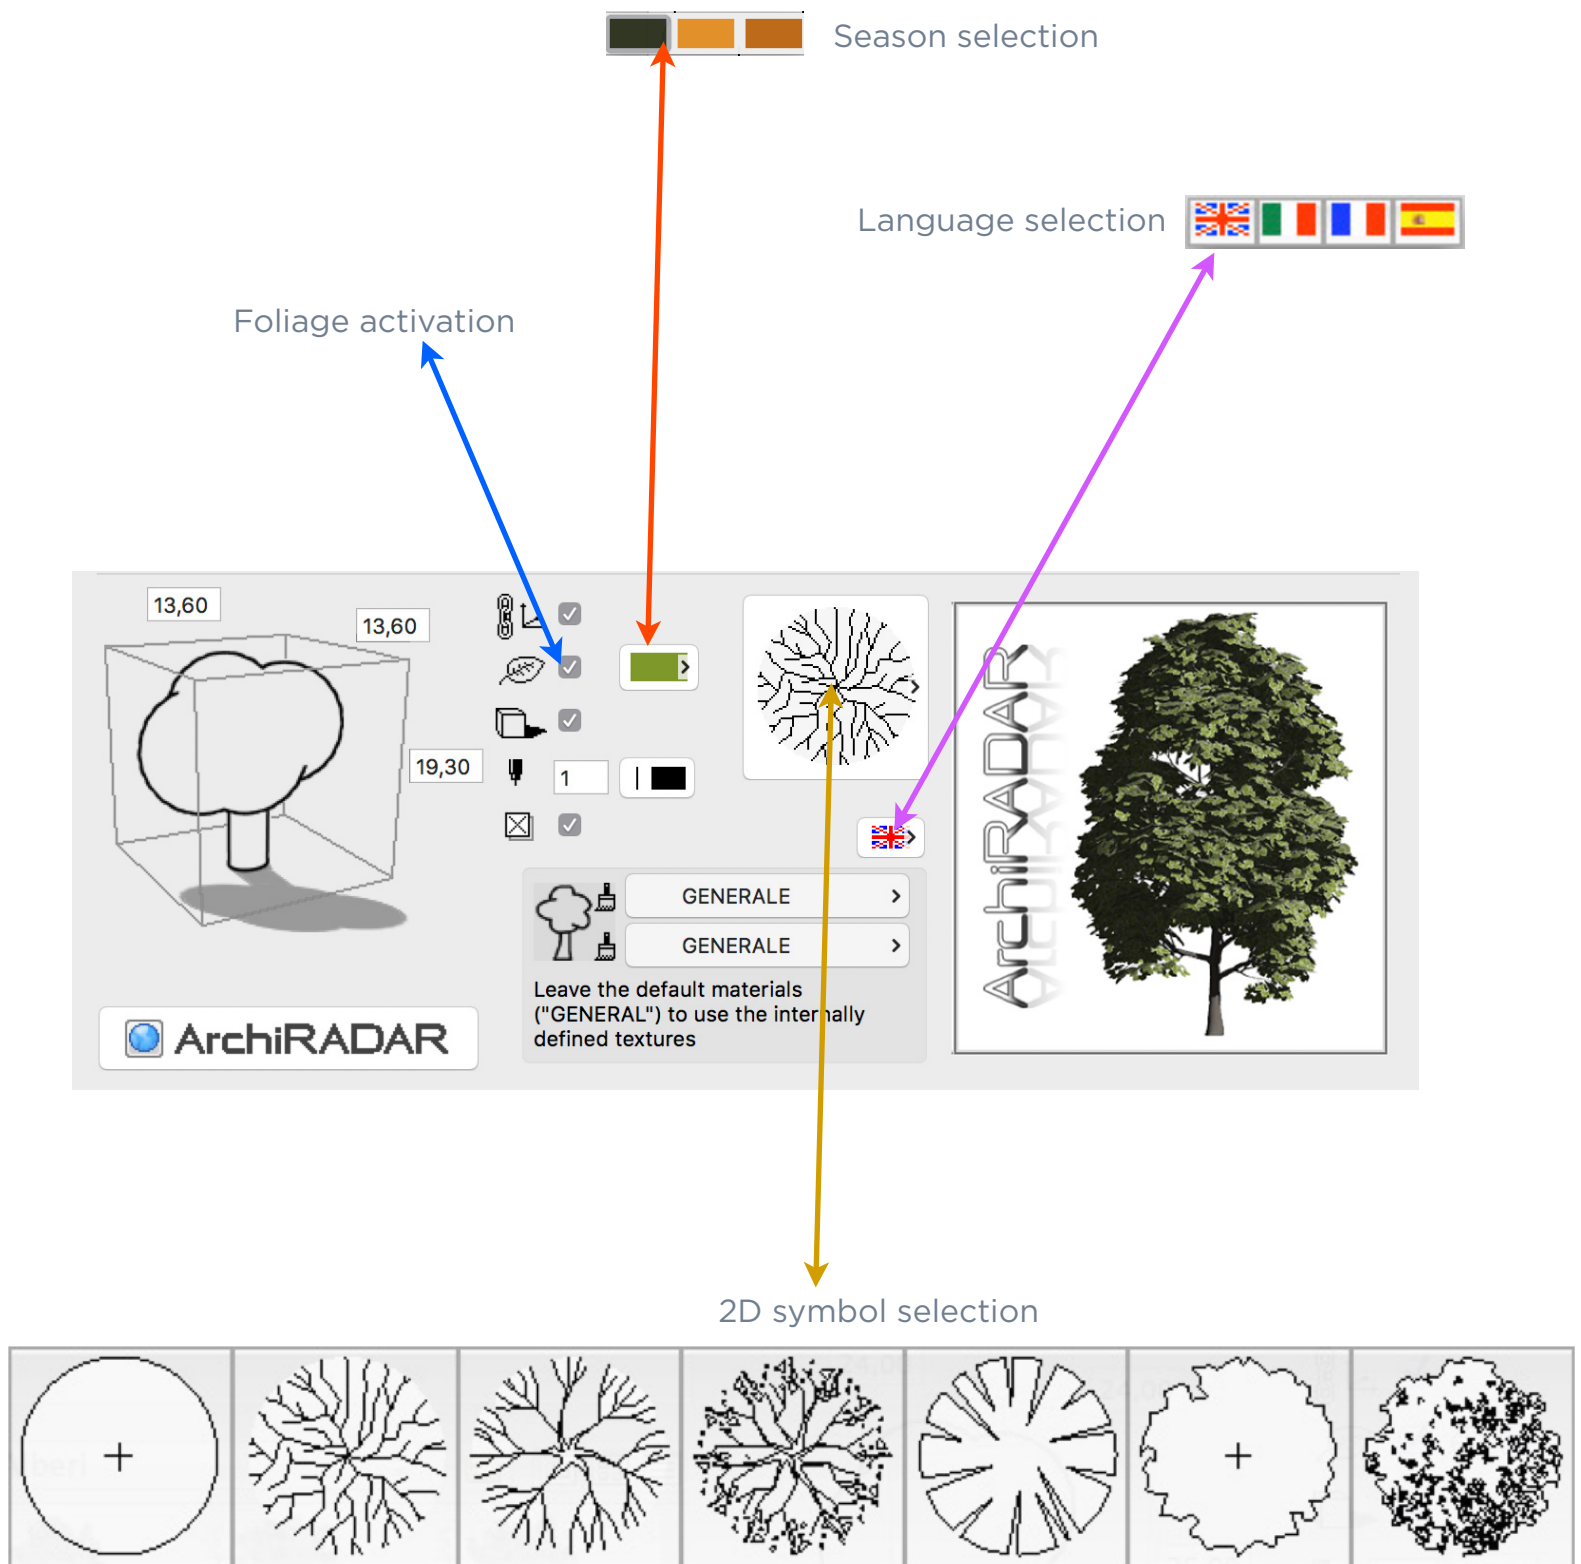 Season selection
Language selection
Foliage activation
13,60
13,60
19,30
1
GENERALE
GENERALE
Leave the default materials
("GENERAL") to use the internally
defined textures
ArchiRADAR
ArchiRADAR
2D symbol selection